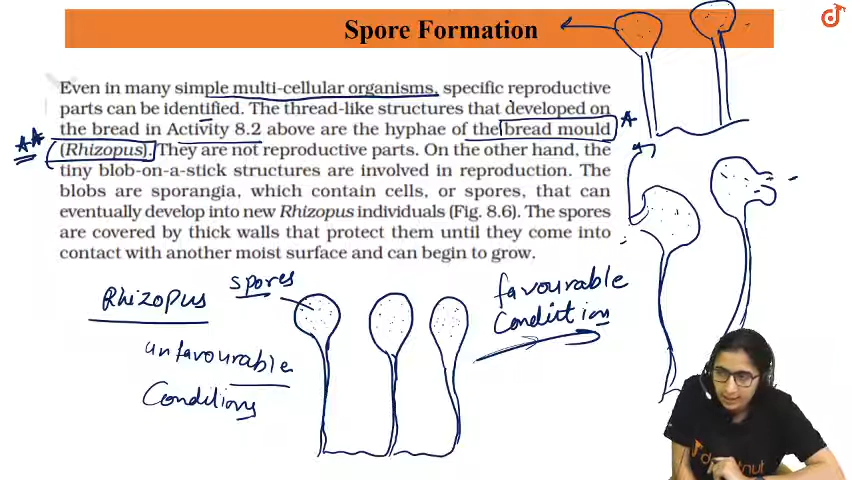 Spore Formation
Even in many simple multi-cellular organisms, specific reproductive
parts can be identified. The thread-like structures that developed on
the bread in Activity 8.2 above are the hyphae of the bread mould
(Rhizopus). They are not reproductive parts. On the other hand, the
tiny blob-on-a-stick structures are involved in reproduction. The
blobs are sporangia, which contain cells, or spores, that can
eventually develop into new Rhizopus individuals (Fig. 8.6). The spores
are covered by thick walls that protect them until they come into
contact with another moist surface and can begin to grow.
Rhizopus
spores
unfavourable
Conditions
favourable
Condition